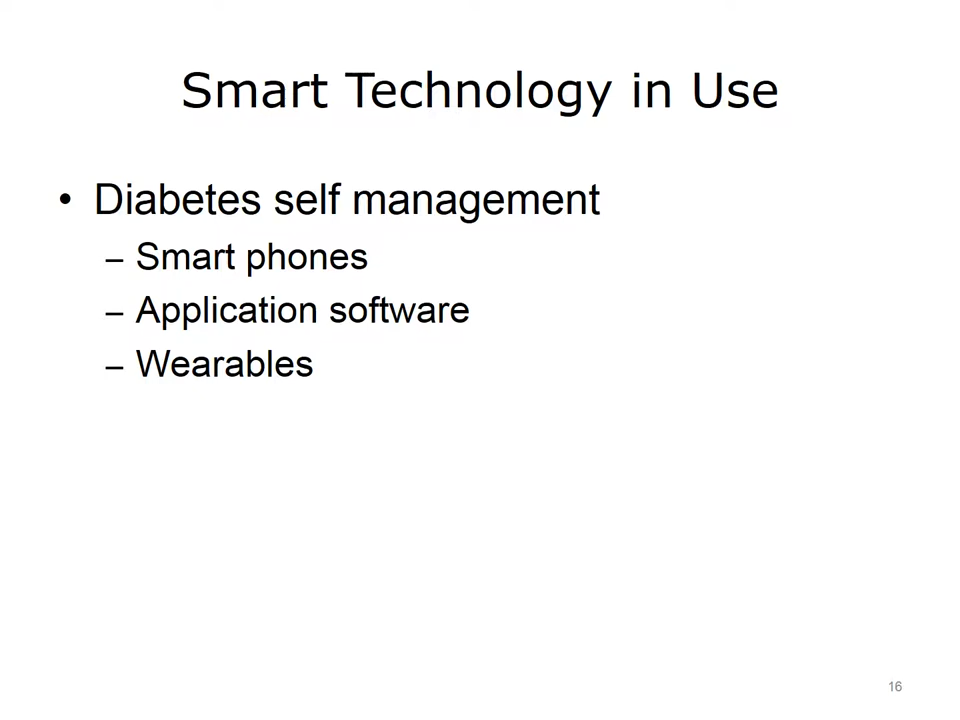 Smart Technology in Use
• Diabetes self management
– Smart phones
– Application software
– Wearables
16